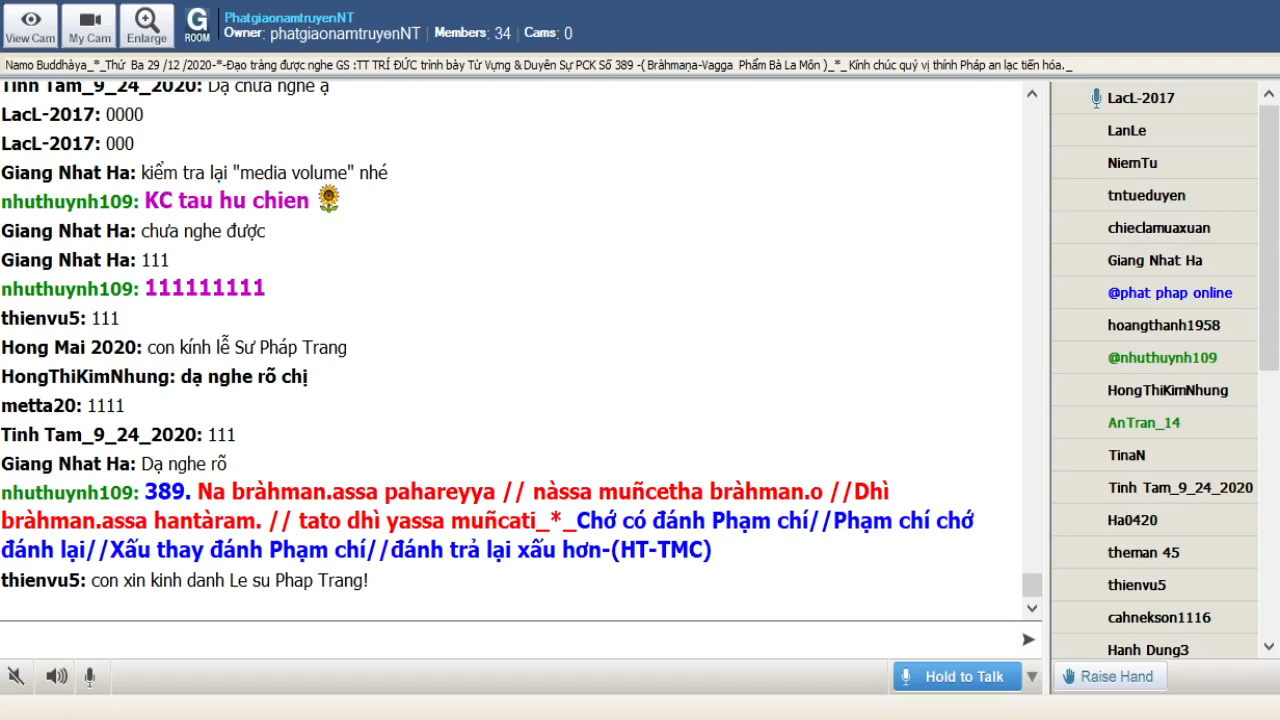 View Cam
My Cam
Enlarge
G
ROOM
PhatgiaonamtruyenNT
Owner: phatgiaonamtruyenNT | Members: 34 | Cams: 0
Namo Buddhàya_*_Thứ Ba 29 /12 /2020-*-Đạo tràng được nghe GS :TT TRÍ ĐỨC trình bày Từ Vựng & Duyên Sự PCK Số 389 -( Bràhmaṇa-Vagga Phẩm Bà La Môn )_*_ Kính chúc quý vị thính Pháp an lạc tiến hóa._
Tinh Tam_9_24_2020: Dạ chưa nghe ạ
LacL-2017: 0000
LacL-2017: 000
Giang Nhat Ha: kiểm tra lại "media volume" nhé
nhuthuynh109: KC tau hu chien
Giang Nhat Ha: chưa nghe được
Giang Nhat Ha: 111
nhuthuynh109: 111111111
thienvu5: 111
Hong Mai 2020: con kính lễ Sư Pháp Trang
HongThiKimNhung: dạ nghe rõ chị
metta20: 1111
Tinh Tam_9_24_2020: 111
Giang Nhat Ha: Dạ nghe rõ
nhuthuynh109: 389. Na bràhman.assa pahareyya // nàssa muñcetha bràhman.o //Dhì
bràhman.assa hantàram. // tato dhì yassa muñcati_*_Chớ có đánh Phạm chí//Phạm chí chớ
đánh lại//Xấu thay đánh Phạm chí//đánh trả lại xấu hơn-(HT-TMC)
thienvu5: con xin kinh danh Le su Phap Trang!
Hold to Talk
LacL-2017
LanLe
NiemTu
tntueduyen
chieclamuaxuan
Giang Nhat Ha
@phat phap online
hoangthanh1958
@nhuthuynh109
HongThiKimNhung
AnTran_14
TinaN
Tinh Tam_9_24_2020
Ha0420
theman 45
thienvu5
cahnekson1116
Hanh Dung3
Raise Hand